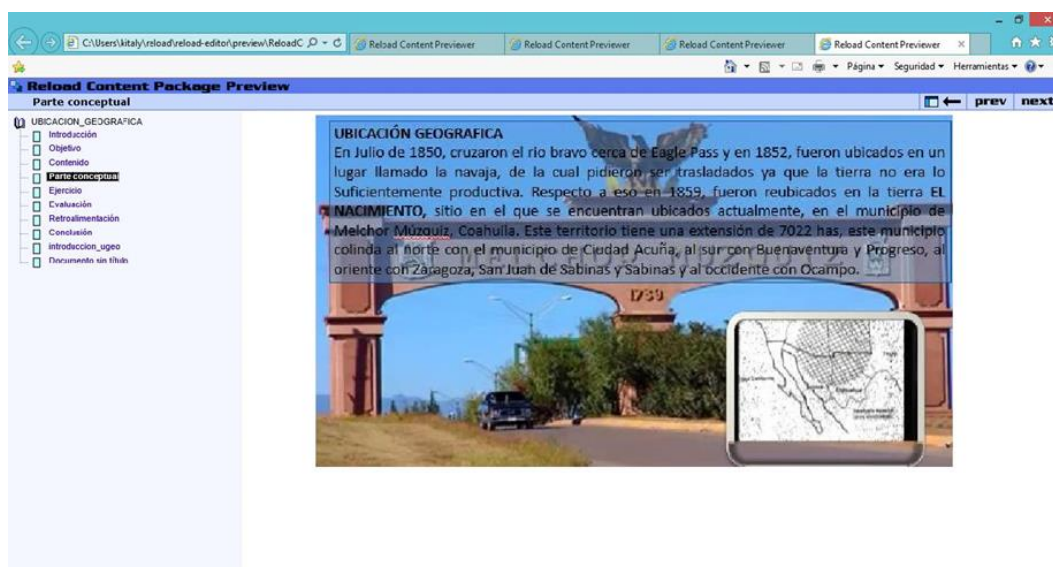 C:\Users\kitaly\reload\reload-editor\preview\ReloadC
Reload Content Previewer
Reload Content Previewer
Reload Content Previewer
Reload Content Previewer
Página
Seguridad
Herramientas
Reload Content Package Preview
Parte conceptual
prev
next
UBICACION_GEOGRAFICA
Introducción
Objetivo
Contenido
Parte conceptual
Ejercicio
Evaluación
Retroalimentación
Conclusión
introduccion_ugeo
Documento sin título
UBICACIÓN GEOGRAFICA
En Julio de 1850, cruzaron el rio bravo cerca de Eagle Pass y en 1852, fueron ubicados en un
lugar llamado la navaja, de la cual pidieron ser trasladados ya que la tierra no era lo
Suficientemente productiva. Respecto a eso en 1859, fueron reubicados en la tierra EL
NACIMIENTO, sitio en el que se encuentran ubicados actualmente, en el municipio de
Melchor Múzquiz, Coahuila. Este territorio tiene una extensión de 7022 has, este municipio
colinda al norte con el municipio de Ciudad Acuña, al sur con Buenaventura y Progreso, al
oriente con Zaragoza, San Juan de Sabinas y Sabinas y al occidente con Ocampo.
MELCHOR MUZQUIZ
1739
Chihuahua